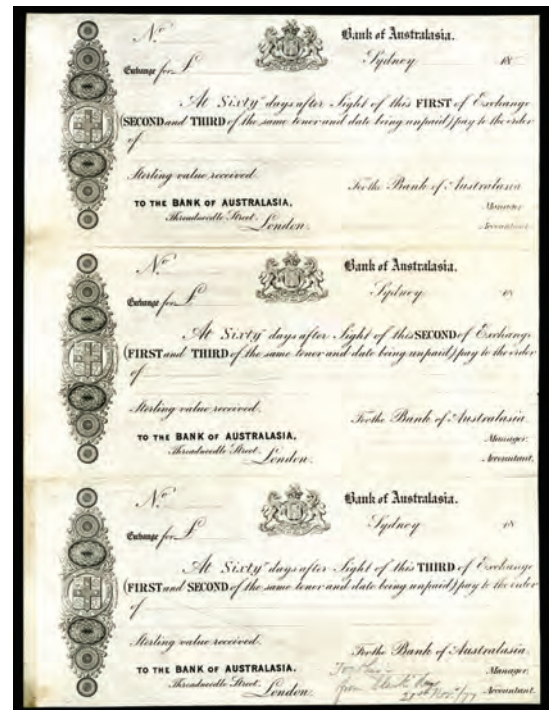 No. Bank of Australasia.
Exchange for £ Sydney 18
At Sixty days after Sight of this FIRST of Exchange
(SECOND and THIRD of the same tenor and date being unpaid) pay to the order
of
Sterling value received.
For the Bank of Australasia
TO THE BANK OF AUSTRALASIA, Manager
Threadneedle Street, London. Accountant.
No. Bank of Australasia.
Exchange for £ Sydney 18
At Sixty days after Sight of this SECOND of Exchange
(FIRST and THIRD of the same tenor and date being unpaid) pay to the order
of
Sterling value received.
For the Bank of Australasia
TO THE BANK OF AUSTRALASIA, Manager.
Threadneedle Street, London. Accountant.
No. Bank of Australasia.
Exchange for £ Sydney 18
At Sixty days after Sight of this THIRD of Exchange
(FIRST and SECOND of the same tenor and date being unpaid) pay to the order
of
Sterling value received.
For the Bank of Australasia.
TO THE BANK OF AUSTRALASIA, Manager.
Threadneedle Street, London. from Nov. /77 Accountant.